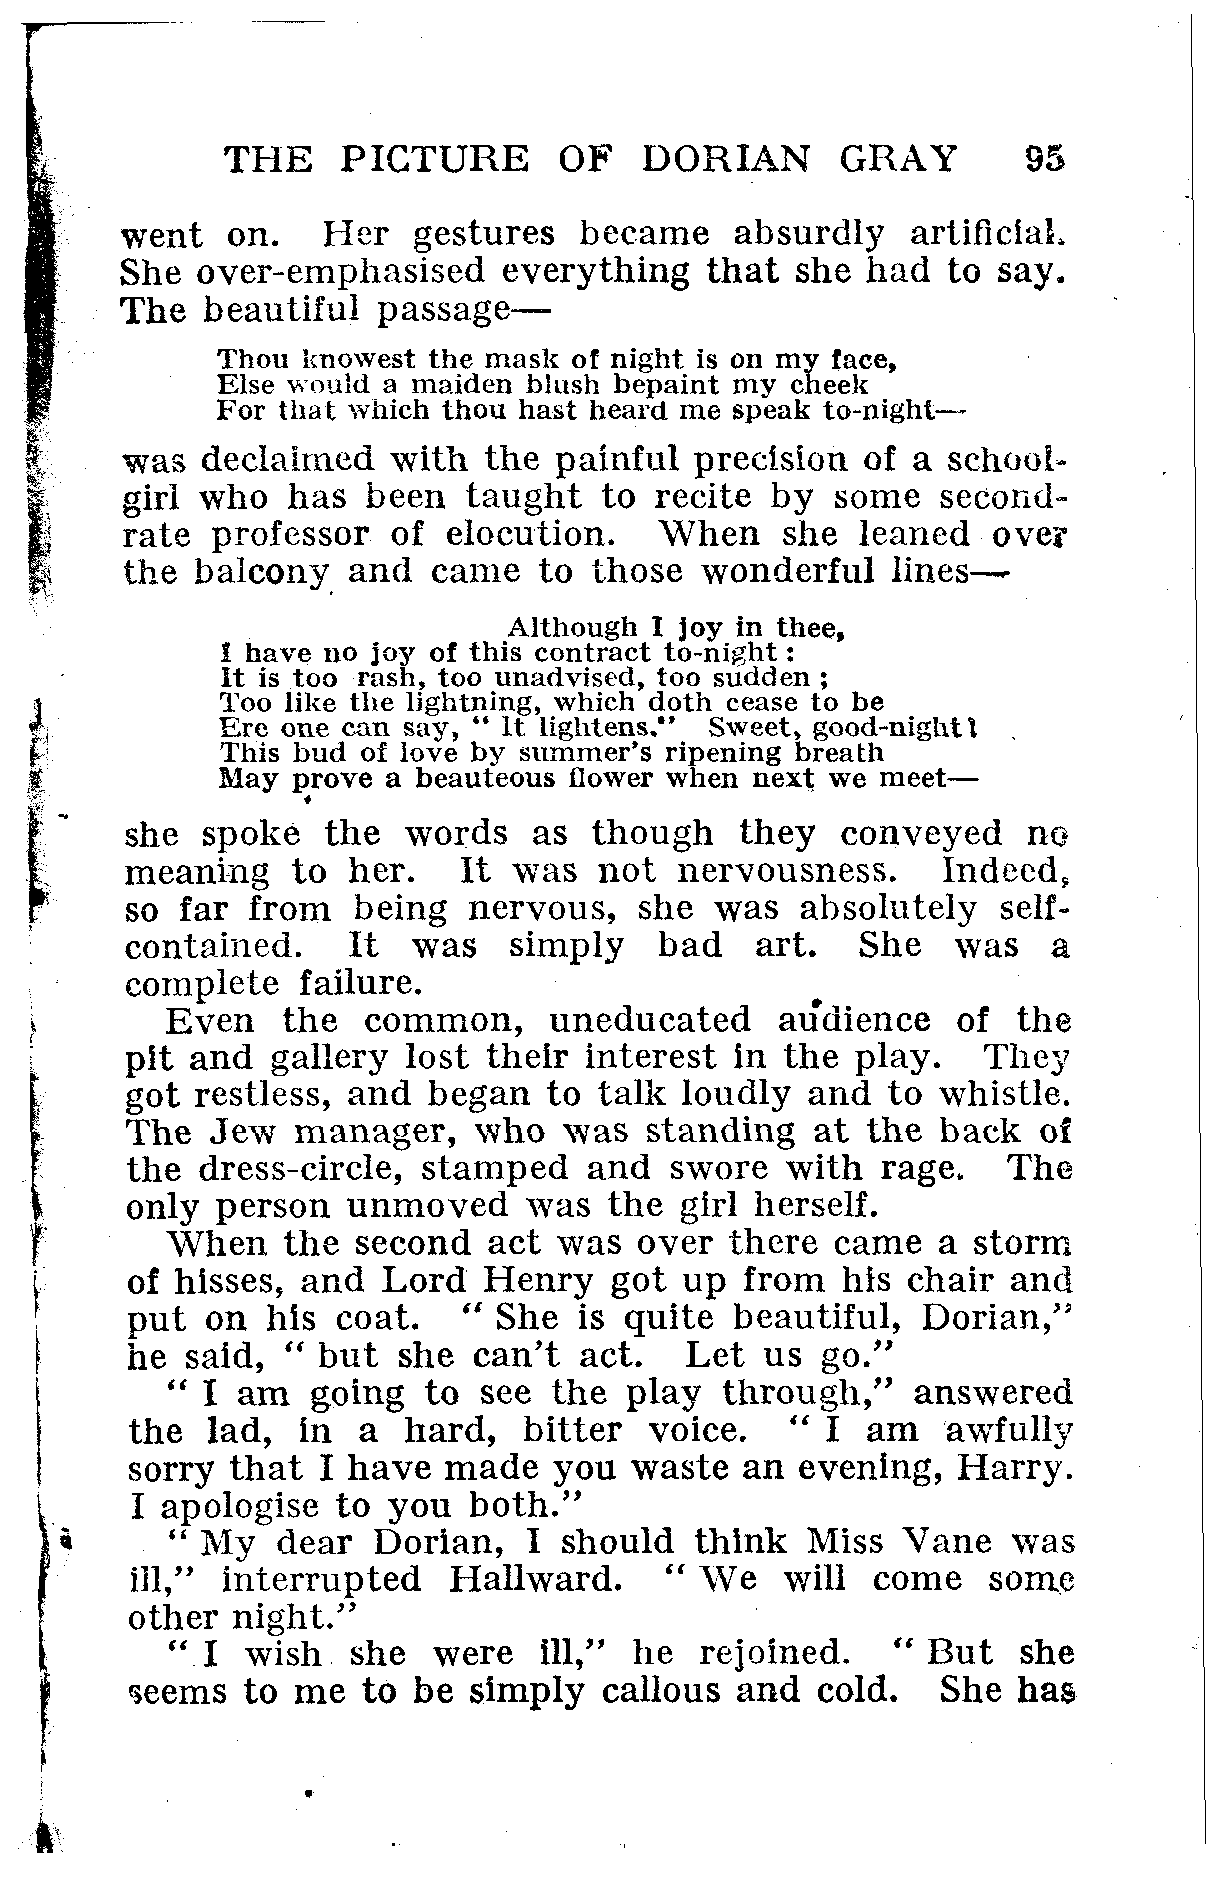 THE PICTURE OF DORIAN GRAY 95
went on. Her gestures became absurdly artificial.
She over-emphasised everything that she had to say.
The beautiful passage—
Thou knowest the mask of night is on my face,
Else would a maiden blush bepaint my cheek
For that which thou hast heard me speak to-night—
was declaimed with the painful precision of a school-
girl who has been taught to recite by some second-
rate professor of elocution. When she leaned over
the balcony and came to those wonderful lines—
Although I joy in thee,
I have no joy of this contract to-night :
It is too rash, too unadvised, too sudden ;
Too like the lightning, which doth cease to be
Ere one can say, “ It lightens.” Sweet, good-night !
This bud of love by summer’s ripening breath
May prove a beauteous flower when next we meet—
she spoke the words as though they conveyed no
meaning to her. It was not nervousness. Indeed,
so far from being nervous, she was absolutely self-
contained. It was simply bad art. She was a
complete failure.
Even the common, uneducated audience of the
pit and gallery lost their interest in the play. They
got restless, and began to talk loudly and to whistle.
The Jew manager, who was standing at the back of
the dress-circle, stamped and swore with rage. The
only person unmoved was the girl herself.
When the second act was over there came a storm
of hisses, and Lord Henry got up from his chair and
put on his coat. “ She is quite beautiful, Dorian,”
he said, “ but she can’t act. Let us go.”
“ I am going to see the play through,” answered
the lad, in a hard, bitter voice. “ I am awfully
sorry that I have made you waste an evening, Harry.
I apologise to you both.”
“ My dear Dorian, I should think Miss Vane was
ill,” interrupted Hallward. “ We will come some
other night.”
“ I wish she were ill,” he rejoined. “ But she
seems to me to be simply callous and cold. She has